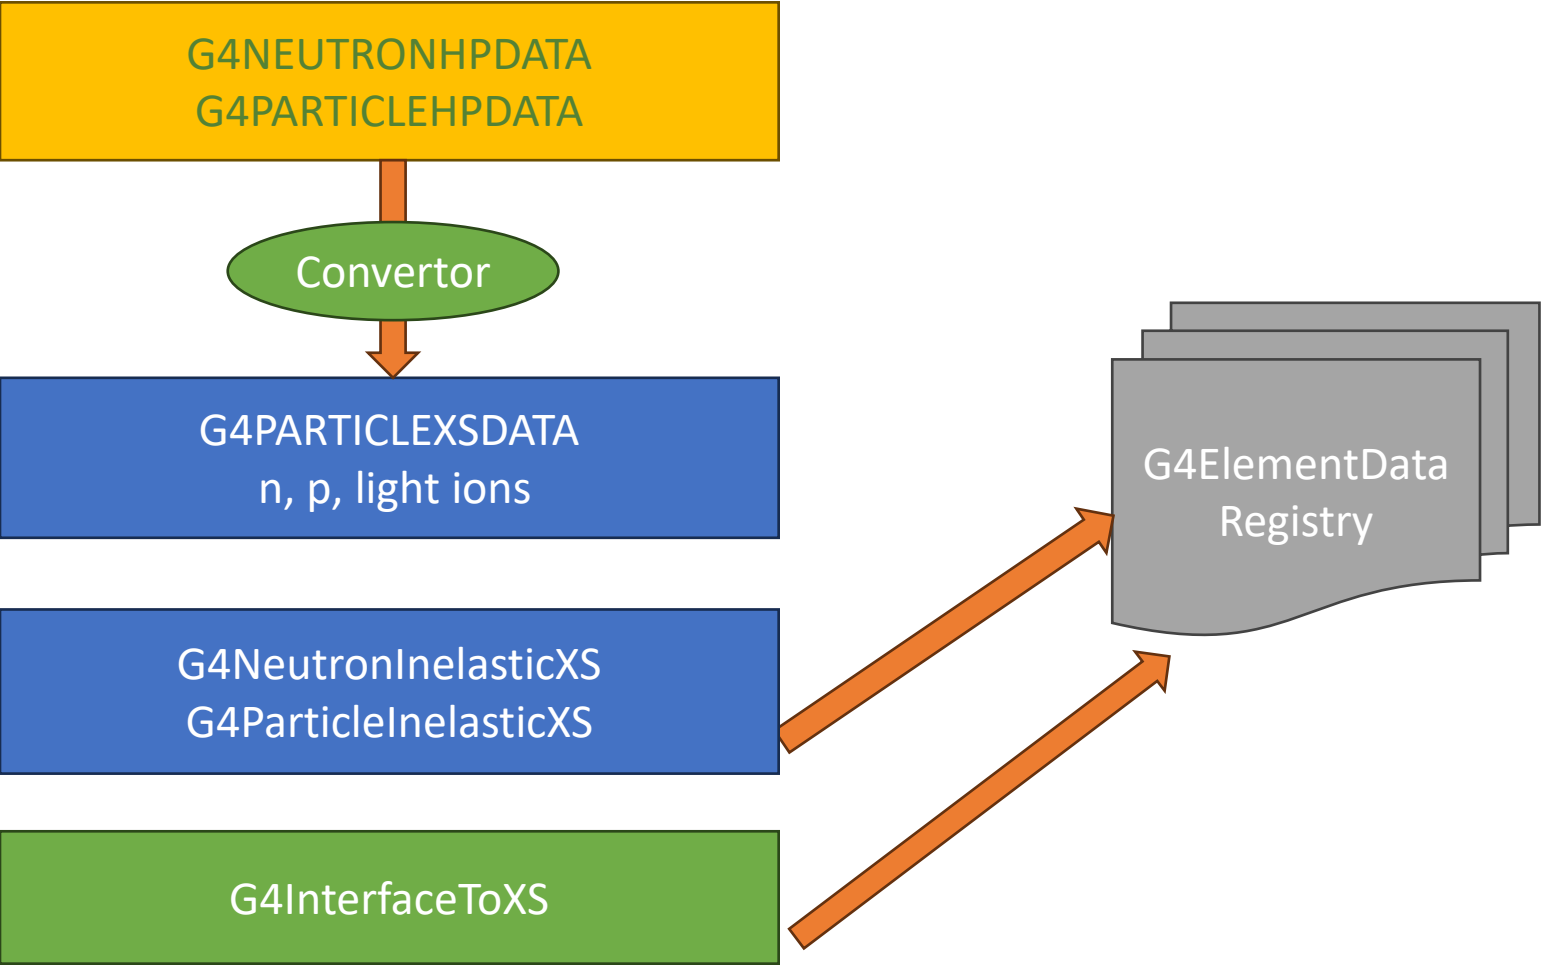 G4NEUTRONHPDATA
G4PARTICLEHPDATA
Convertor
G4PARTICLEXSDATA
n, p, light ions
G4NeutronInelasticXS
G4ParticleInelasticXS
G4InterfaceToXS
G4ElementData
Registry